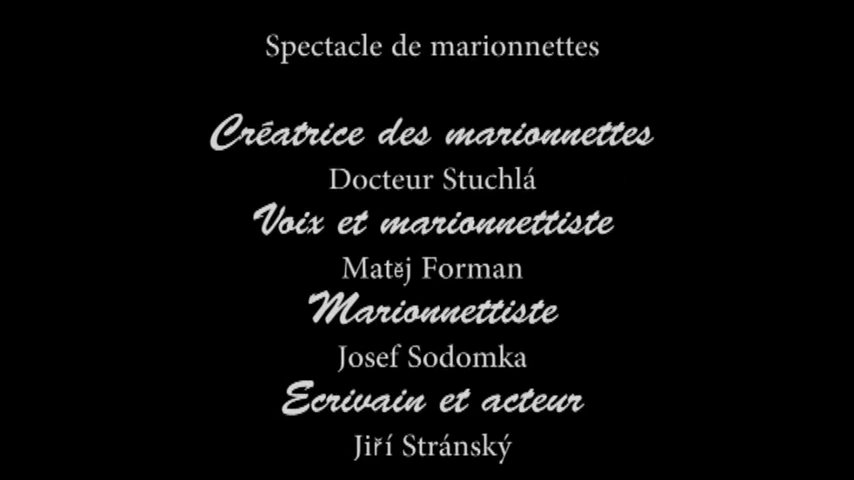 Spectacle de marionnettes
Créatrice des marionnettes
Docteur Stuchlá
Voix et marionnettiste
Matěj Forman
Marionnettiste
Josef Sodomka
Ecrivain et acteur
Jiří Stránský